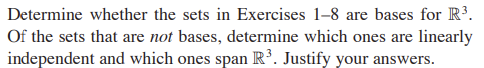 Determine whether the sets in Exercises 1–8 are bases for ℝ³.
Of the sets that are not bases, determine which ones are linearly
independent and which ones span ℝ³. Justify your answers.